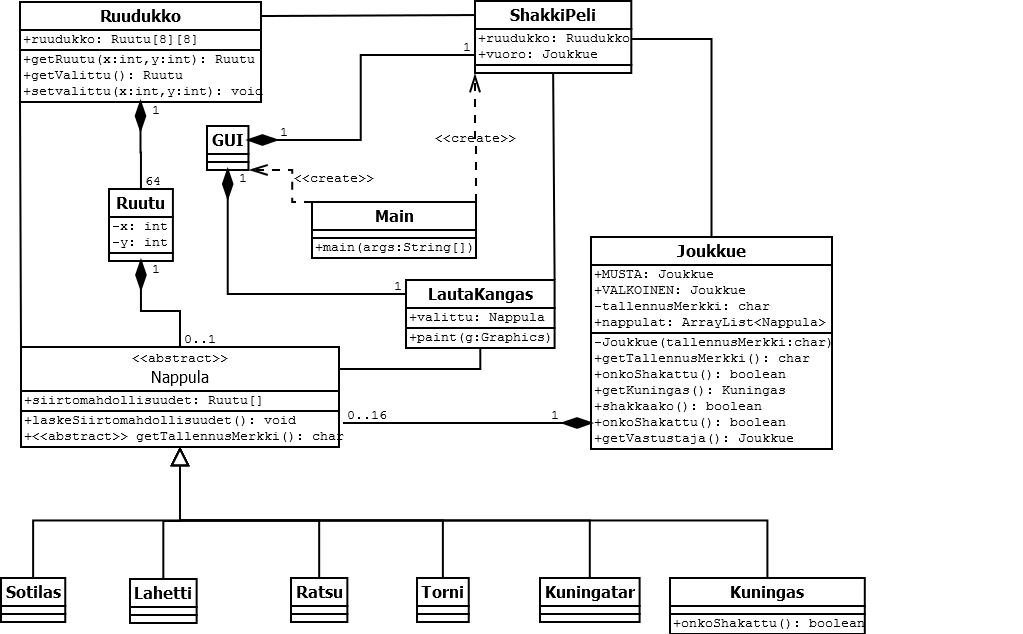 Ruudukko
+ruudukko: Ruutu[8][8]
+getRuutu(x:int,y:int): Ruutu
+getValittu(): Ruutu
+setvalittu(x:int,y:int): void
ShakkiPeli
+ruudukko: Ruudukko
+vuoro: Joukkue
1
1
GUI
1
1
<<create>>
<<create>>
64
Ruutu
-x: int
-y: int
1
Main
+main(args:String[])
1
LautaKangas
+valittu: Nappula
+paint(g:Graphics)
Joukkue
+MUSTA: Joukkue
+VALKOINEN: Joukkue
-tallennusMerkki: char
+nappulat: ArrayList<Nappula>
-Joukkue(tallennusMerkki:char)
+getTallennusMerkki(): char
+onkoShakattu(): boolean
+getKuningas(): Kuningas
+shakkaako(): boolean
+onkoShakattu(): boolean
+getVastustaja(): Joukkue
0..1
<<abstract>>
Nappula
+siirtomahdollisuudet: Ruutu[]
+laskeSiirtomahdollisuudet(): void
+<<abstract>> getTallennusMerkki(): char
0..16
1
Sotilas
Lahetti
Ratsu
Torni
Kuningatar
Kuningas
+onkoShakattu(): boolean